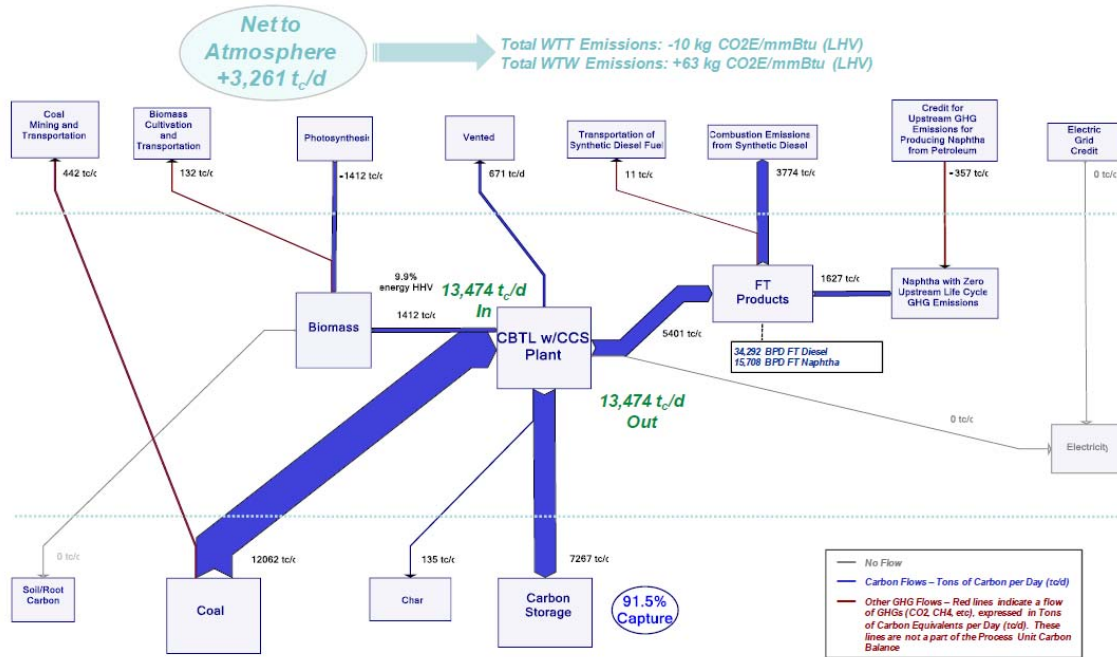 Net to
Atmosphere
+3,261 tc/d
Total WTT Emissions: -10 kg CO2E/mmBtu (LHV)
Total WTW Emissions: +63 kg CO2E/mmBtu (LHV)
Coal
Mining and
Transportation
Biomass
Cultivation
and
Transportation
Photosynthesis
Vented
Transportation of
Synthetic Diesel Fuel
Combustion Emissions
from Synthetic Diesel
Credit for
Upstream GHG
Emissions for
Producing Naphtha
from Petroleum
Electric
Grid
Credit
442 tc/c
132 tc/c
-1412 tc/c
671 tc/d
11 tc/c
3774 tc/c
-357 tc/c
0 tc/c
9.9%
energy HHV
13,474 tc/d
In
Biomass
1412 tc/c
CBTL w/CCS
Plant
5401 tc/c
FT
Products
1627 tc/c
Naphtha with Zero
Upstream Life Cycle
GHG Emissions
34,292 BPD FT Diesel
15,708 BPD FT Naphtha
13,474 tc/d
Out
0 tc/c
Electricity
0 tc/c
12062 tc/c
135 tc/c
7267 tc/c
Soil/Root
Carbon
Coal
Char
Carbon
Storage
91.5%
Capture
No Flow
Carbon Flows – Tons of Carbon per Day (tc/d)
Other GHG Flows – Red lines indicate a flow
of GHGs (CO2, CH4, etc), expressed in Tons
of Carbon Equivalents per Day (tc/d). These
lines are not a part of the Process Unit Carbon
Balance